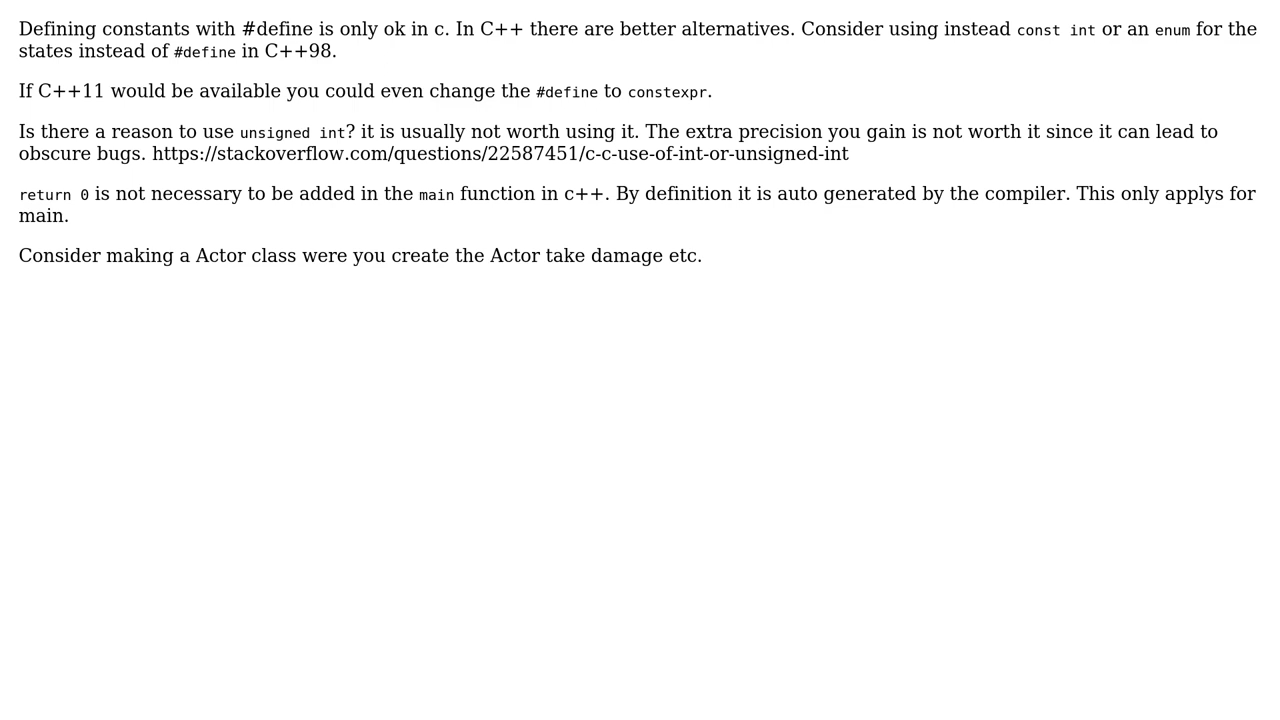 Defining constants with #define is only ok in c. In C++ there are better alternatives. Consider using instead const int or an enum for the
states instead of #define in C++98.
If C++11 would be available you could even change the #define to constexpr.
Is there a reason to use unsigned int? it is usually not worth using it. The extra precision you gain is not worth it since it can lead to
obscure bugs. https://stackoverflow.com/questions/22587451/c-c-use-of-int-or-unsigned-int
return 0 is not necessary to be added in the main function in c++. By definition it is auto generated by the compiler. This only applys for
main.
Consider making a Actor class were you create the Actor take damage etc.